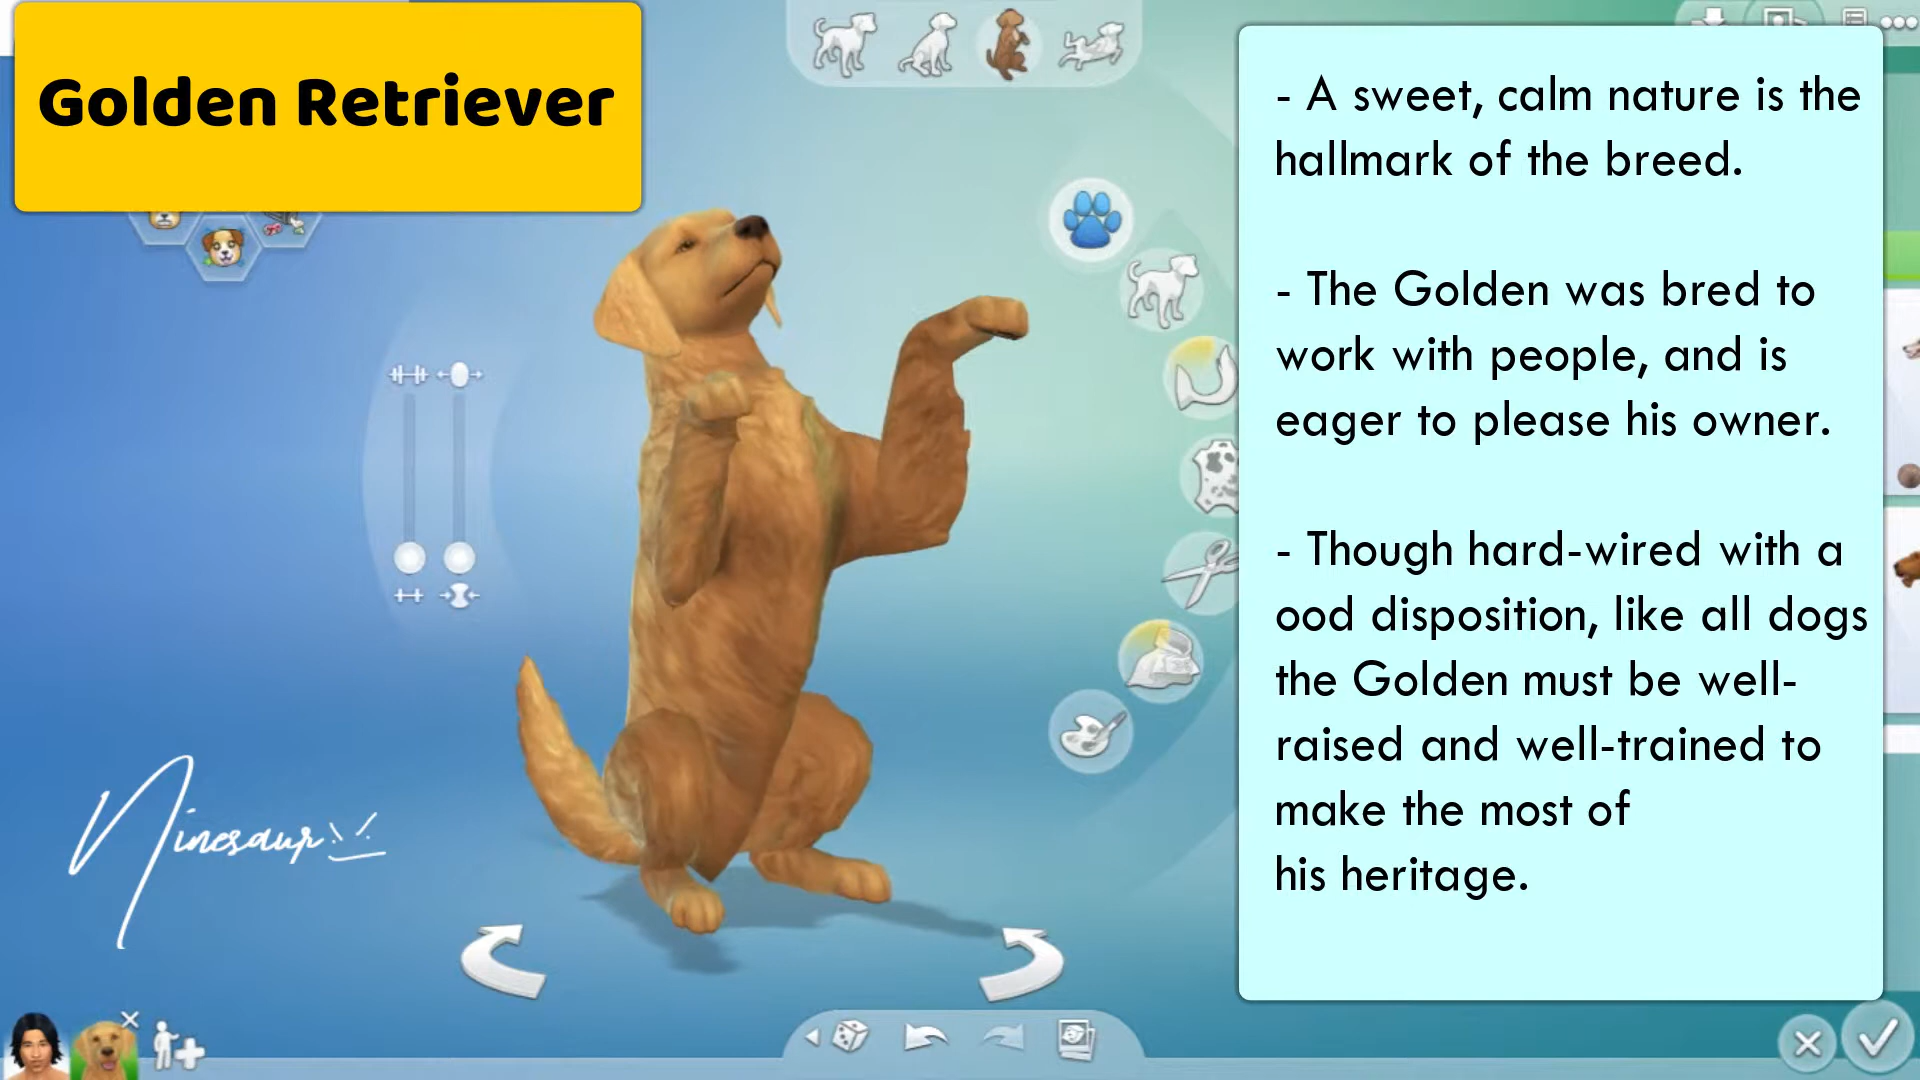 Golden Retriever
- A sweet, calm nature is the
hallmark of the breed.
- The Golden was bred to
work with people, and is
eager to please his owner.
- Though hard-wired with a
ood disposition, like all dogs
the Golden must be well-
raised and well-trained to
make the most of
his heritage.
Ninesaur